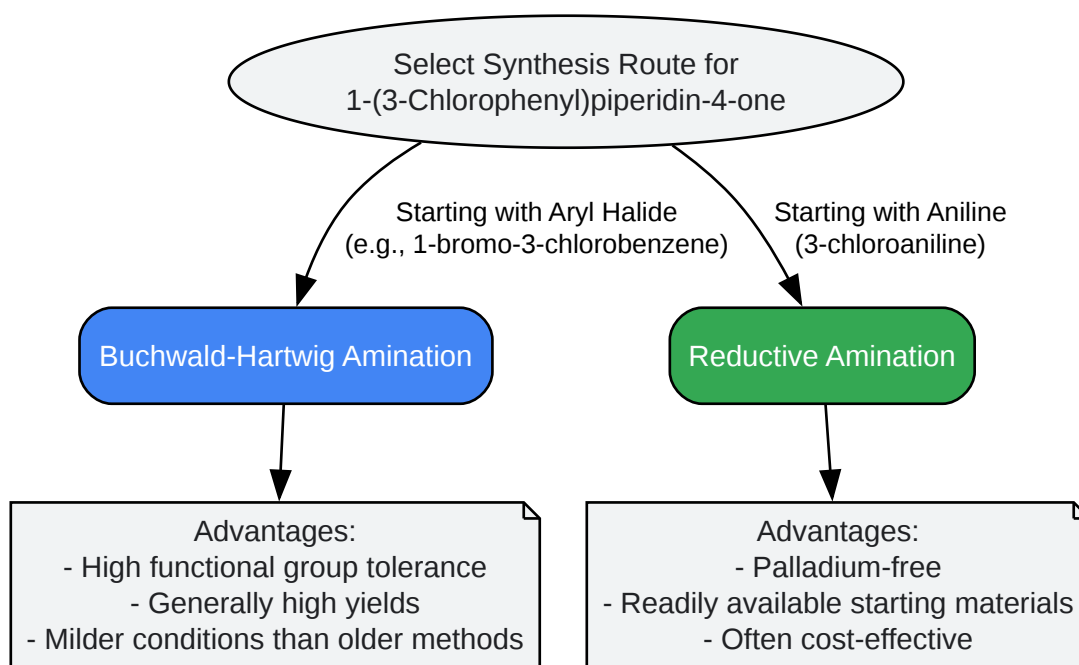 Select Synthesis Route for
1-(3-Chlorophenyl)piperidin-4-one
Starting with Aryl Halide
(e.g., 1-bromo-3-chlorobenzene)
Starting with Aniline
(3-chloroaniline)
Buchwald-Hartwig Amination
Reductive Amination
Advantages:
- High functional group tolerance
- Generally high yields
- Milder conditions than older methods
Advantages:
- Palladium-free
- Readily available starting materials
- Often cost-effective